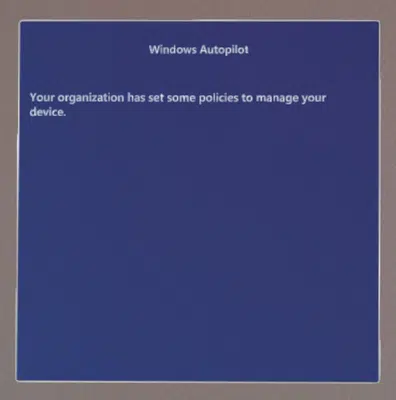 Windows Autopilot
Your organization has set some policies to manage your
device.